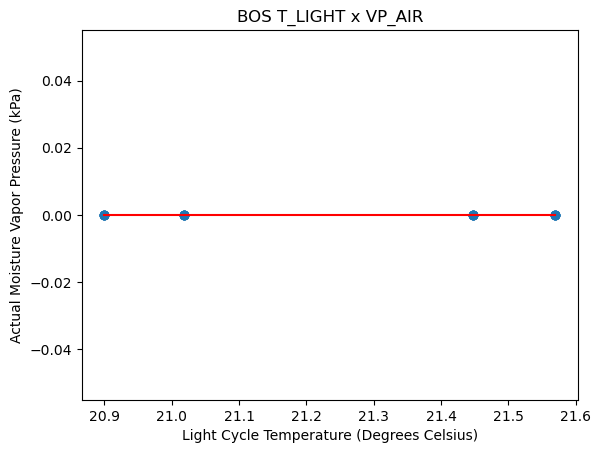 BOS T_LIGHT x VP_AIR
Actual Moisture Vapor Pressure (kPa)
0.04
0.02
0.00
−0.02
−0.04
20.9 21.0 21.1 21.2 21.3 21.4 21.5 21.6
Light Cycle Temperature (Degrees Celsius)